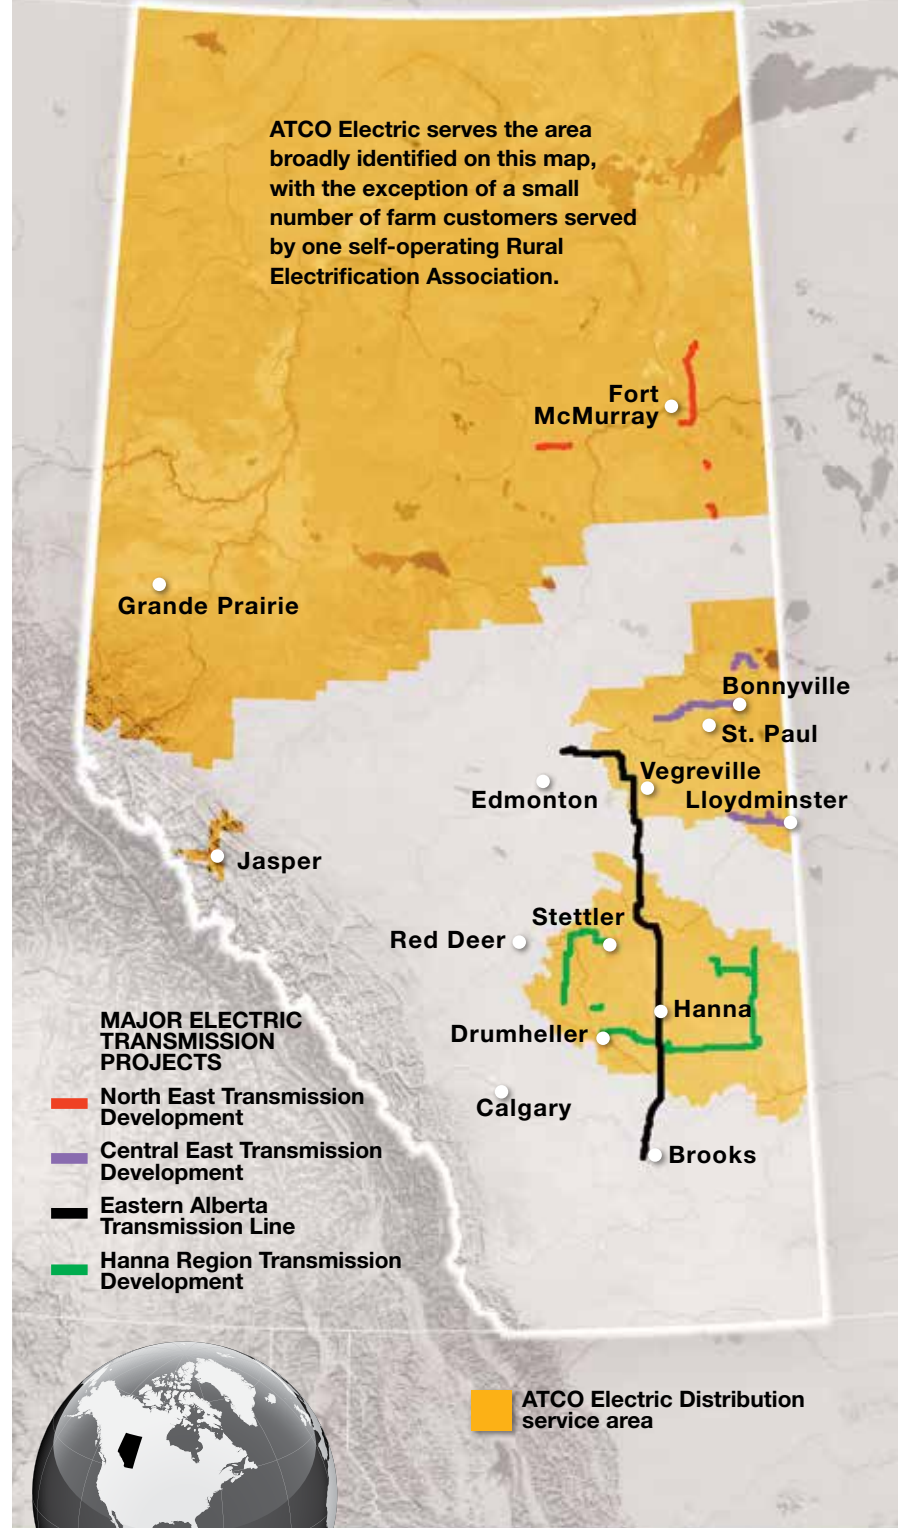 ATCO Electric serves the area
broadly identified on this map,
with the exception of a small
number of farm customers served
by one self-operating Rural
Electrification Association.
Fort
McMurray
Grande Prairie
Bonnyville
St. Paul
Vegreville
Edmonton
Lloydminster
Jasper
Stettler
Red Deer
Hanna
Drumheller
Calgary
Brooks
MAJOR ELECTRIC
TRANSMISSION
PROJECTS
North East Transmission
Development
Central East Transmission
Development
Eastern Alberta
Transmission Line
Hanna Region Transmission
Development
ATCO Electric Distribution
service area